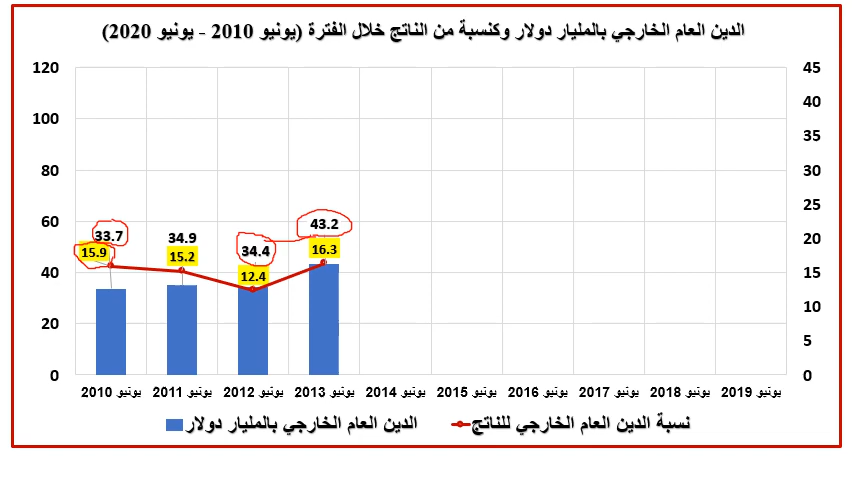 الدين العام الخارجي بالمليار دولار وكنسبة من الناتج خلال الفترة (يونيو 2010 - يونيو 2020)
120
100
80
60
40
20
0
45
40
35
30
25
20
15
10
5
0
33.7
34.9
34.4
43.2
15.9
15.2
12.4
16.3
يونيو 2010
يونيو 2011
يونيو 2012
يونيو 2013
يونيو 2014
يونيو 2015
يونيو 2016
يونيو 2017
يونيو 2018
يونيو 2019
نسبة الدين العام الخارجي للناتج
الدين العام الخارجي بالمليار دولار